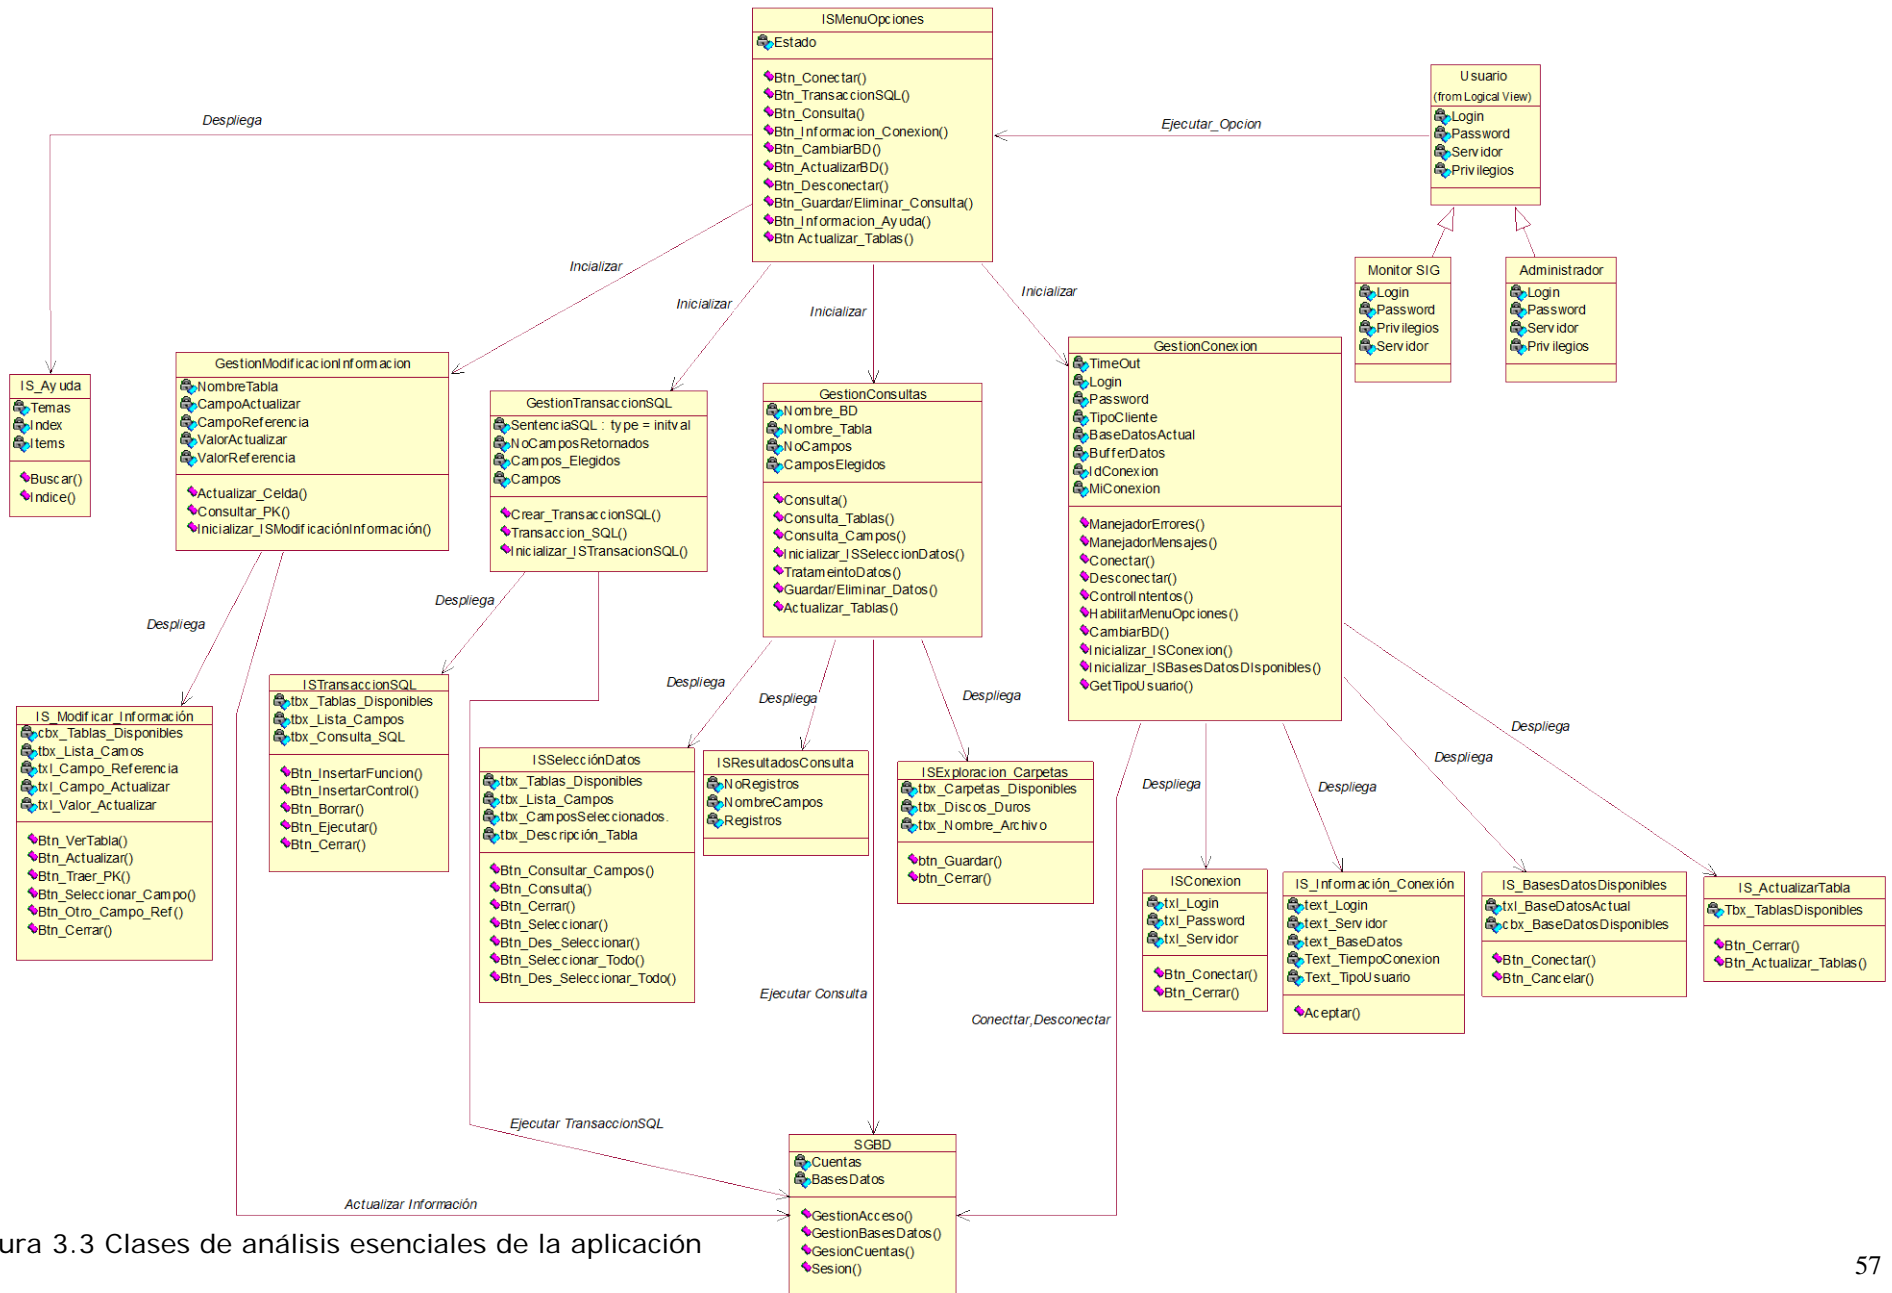 ISMenuOpciones
Estado
Btn_Conectar()
Btn_TransaccionSQL()
Btn_Consulta()
Btn_Informacion_Conexion()
Btn_CambiarBD()
Btn_ActualizarBD()
Btn_Desconectar()
Btn_Guardar/Eliminar_Consulta()
Btn_Informacion_Ayuda()
Btn Actualizar_Tablas()
Usuario
(from Logical View)
Login
Password
Servidor
Privilegios
Despliega
Ejecutar_Opcion
Incializar
Inicializar
Inicializar
Inicializar
Monitor SIG
Login
Password
Privilegios
Servidor
Administrador
Login
Password
Servidor
Privilegios
IS_Ayuda
Temas
Index
Items
Buscar()
Indice()
GestionModificacionInformacion
NombreTabla
CampoActualizar
CampoReferencia
ValorActualizar
ValorReferencia
Actualizar_Celda()
Consultar_PK()
Inicializar_ISModificaciónInformación()
GestionTransaccionSQL
SentenciaSQL : type = initval
NoCamposRetornados
Campos_Elegidos
Campos
Crear_TransaccionSQL()
Transaccion_SQL()
Inicializar_ISTransacionSQL()
GestionConsultas
Nombre_BD
Nombre_Tabla
NoCampos
CamposElegidos
Consulta()
Consulta_Tablas()
Consulta_Campos()
Inicializar_ISSeleccionDatos()
TratameintoDatos()
Guardar/Eliminar_Datos()
Actualizar_Tablas()
GestionConexion
TimeOut
Login
Password
TipoCliente
BaseDatosActual
BufferDatos
IdConexion
MiConexion
ManejadorErrores()
ManejadorMensajes()
Conectar()
Desconectar()
ControlIntentos()
HabilitarMenuOpciones()
CambiarBD()
Inicializar_ISConexion()
Inicializar_ISBasesDatosDIsponibles()
GetTipoUsuario()
Despliega
Despliega
Despliega
Despliega
Despliega
Despliega
Despliega
Despliega
Despliega
IS_Modificar_Información
cbx_Tablas_Disponibles
tbx_Lista_Camos
txl_Campo_Referencia
txl_Campo_Actualizar
txl_Valor_Actualizar
Btn_VerTabla()
Btn_Actualizar()
Btn_Traer_PK()
Btn_Seleccionar_Campo()
Btn_Otro_Campo_Ref()
Btn_Cerrar()
ISTransaccionSQL
tbx_Tablas_Disponibles
tbx_Lista_Campos
tbx_Consulta_SQL
Btn_InsertarFuncion()
Btn_InsertarControl()
Btn_Borrar()
Btn_Ejecutar()
Btn_Cerrar()
ISSelecciónDatos
tbx_Tablas_Disponibles
tbx_Lista_Campos
tbx_CamposSeleccionados.
tbx_Descripción_Tabla
Btn_Consultar_Campos()
Btn_Consulta()
Btn_Cerrar()
Btn_Seleccionar()
Btn_Des_Seleccionar()
Btn_Seleccionar_Todo()
Btn_Des_Seleccionar_Todo()
ISResultadosConsulta
NoRegistros
NombreCampos
Registros
ISExploracion_Carpetas
tbx_Carpetas_Disponibles
tbx_Discos_Duros
tbx_Nombre_Archivo
btn_Guardar()
btn_Cerrar()
ISConexion
txl_Login
txl_Password
txl_Servidor
Btn_Conectar()
Btn_Cerrar()
IS_Información_Conexión
text_Login
text_Servidor
text_BaseDatos
Text_TiempoConexion
Text_TipoUsuario
Aceptar()
IS_BasesDatosDisponibles
txl_BaseDatosActual
cbx_BaseDatosDisponibles
Btn_Conectar()
Btn_Cancelar()
IS_ActualizarTabla
Tbx_TablasDisponibles
Btn_Cerrar()
Btn_Actualizar_Tablas()
Ejecutar Consulta
Conecttar,Desconectar
Ejecutar TransaccionSQL
Actualizar Información
SGBD
Cuentas
BasesDatos
GestionAcceso()
GestionBasesDatos()
GesionCuentas()
Sesion()
ura 3.3 Clases de análisis esenciales de la aplicación
57